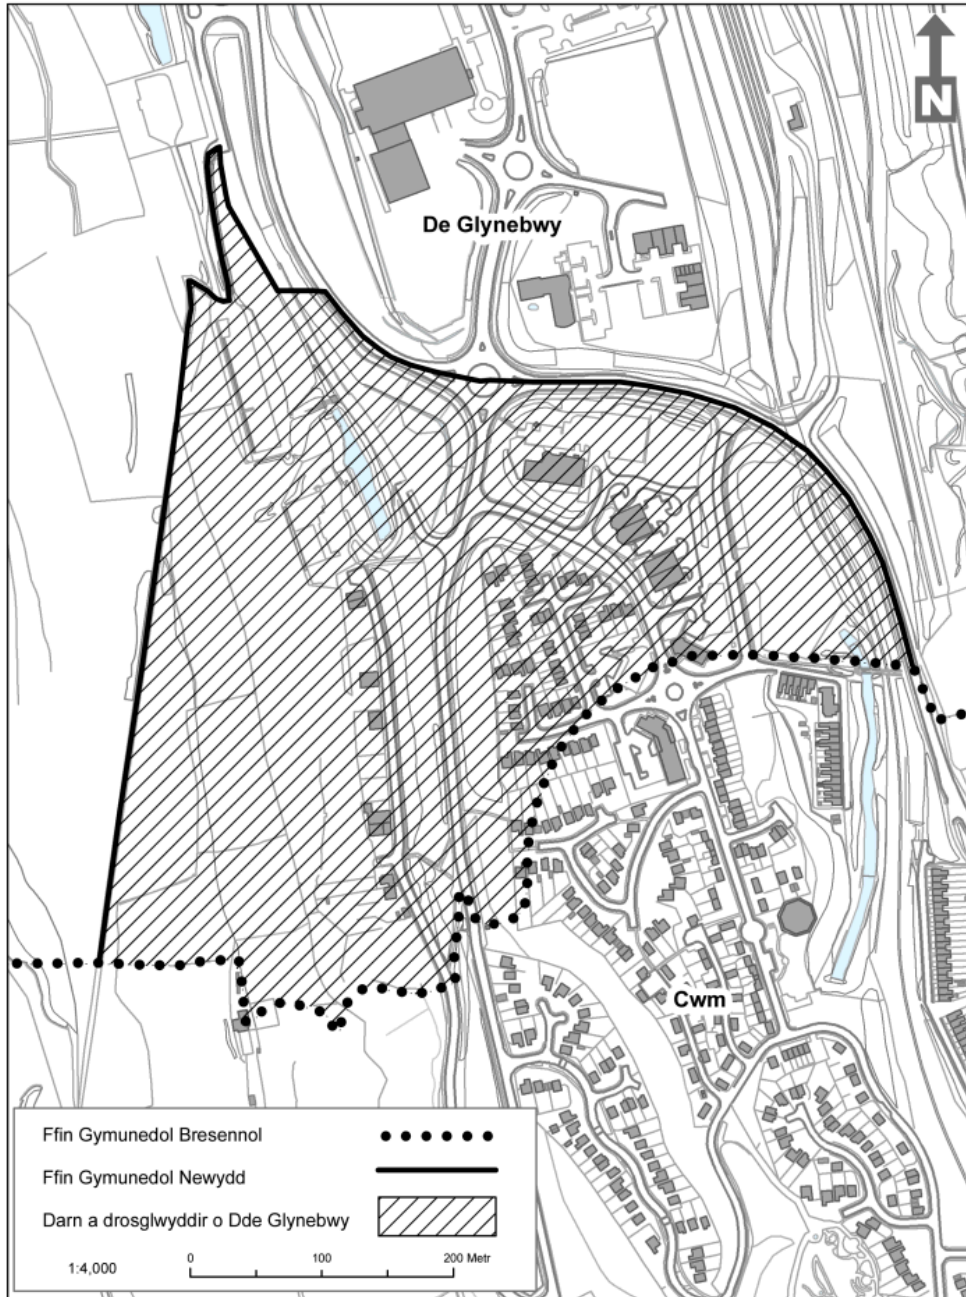 N
De Glynebwy
Cwm
Ffin Gymunedol Bresennol
Ffin Gymunedol Newydd
Darn a drosglwyddir o Dde Glynebwy
1:4,000
0 100 200 Metr